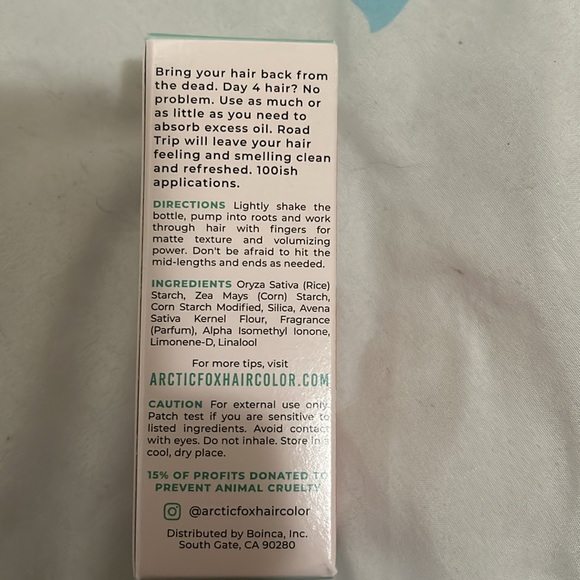 Bring your hair back from
the dead. Day 4 hair? No
problem. Use as much or
as little as you need to
absorb excess oil. Road
Trip will leave your hair
feeling and smelling clean
and refreshed. 100ish
applications.
DIRECTIONS Lightly shake the
bottle, pump into roots and work
through hair with fingers for
matte texture and volumizing
power. Don't be afraid to hit the
mid-lengths and ends as needed.
INGREDIENTS Oryza Sativa (Rice)
Starch, Zea Mays (Corn) Starch,
Corn Starch Modified, Silica, Avena
Sativa Kernel Flour, Fragrance
(Parfum), Alpha Isomethyl Ionone,
Limonene-D, Linalool
For more tips, visit
ARCTICFOXHAIRCOLOR.COM
CAUTION For external use only.
Patch test if you are sensitive to
listed ingredients. Avoid contact
with eyes. Do not inhale. Store in a
cool, dry place.
15% OF PROFITS DONATED TO
PREVENT ANIMAL CRUELTY
@arcticfoxhaircolor
Distributed by Boinca, Inc.
South Gate, CA 90280